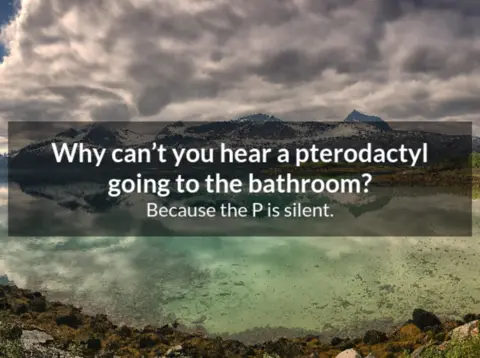 Why can't you hear a pterodactyl
going to the bathroom?
Because the P is silent.